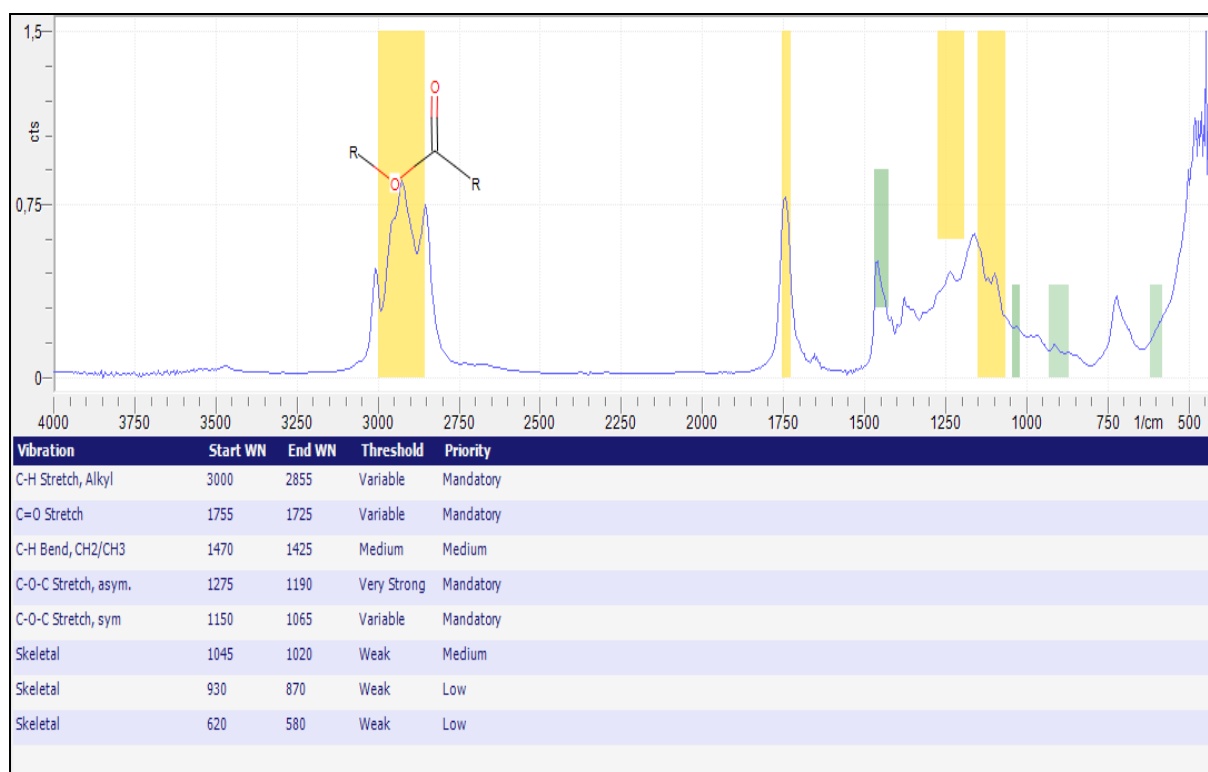 1,5
cts
0,75
0
O
R
O
R
4000 3750 3500 3250 3000 2750 2500 2250 2000 1750 1500 1250 1000 750 1/cm 500
Vibration Start WN End WN Threshold Priority
C-H Stretch, Alkyl 3000 2855 Variable Mandatory
C=O Stretch 1755 1725 Variable Mandatory
C-H Bend, CH2/CH3 1470 1425 Medium Medium
C-O-C Stretch, asym. 1275 1190 Very Strong Mandatory
C-O-C Stretch, sym 1150 1065 Variable Mandatory
Skeletal 1045 1020 Weak Medium
Skeletal 930 870 Weak Low
Skeletal 620 580 Weak Low